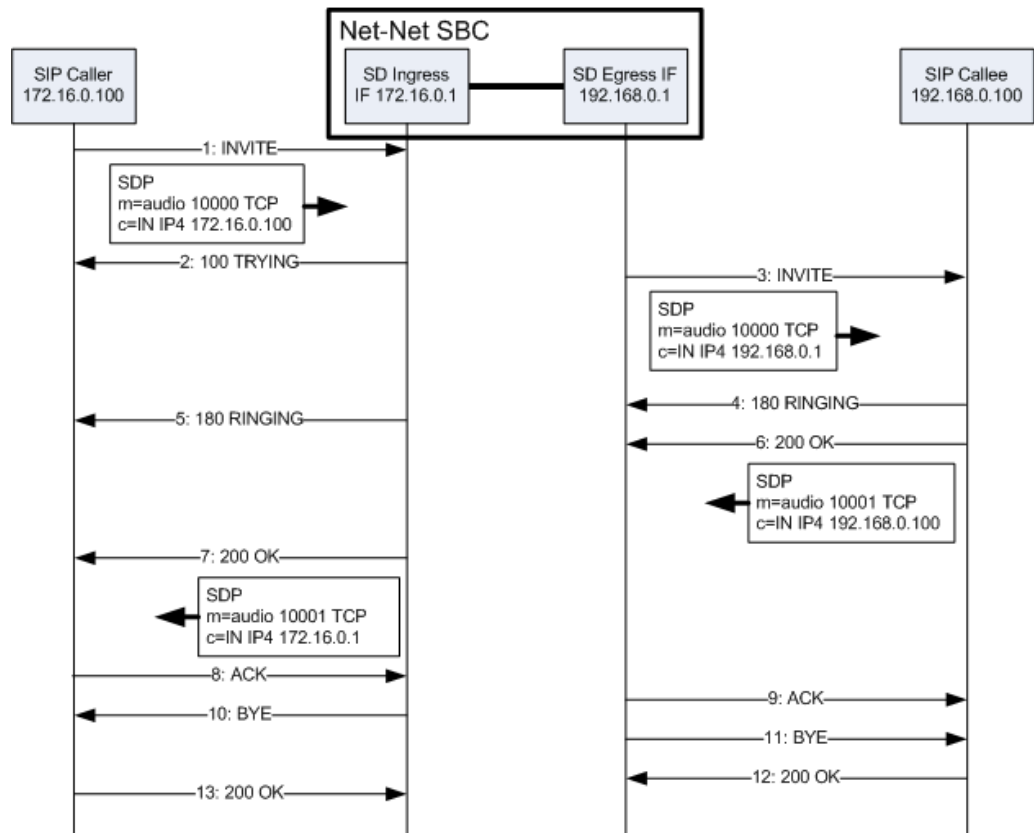 Net-Net SBC
SIP Caller
172.16.0.100
SD Ingress
IF 172.16.0.1
SD Egress IF
192.168.0.1
SIP Callee
192.168.0.100
1: INVITE
SDP
m=audio 10000 TCP
c=IN IP4 172.16.0.100
2: 100 TRYING
3: INVITE
SDP
m=audio 10000 TCP
c=IN IP4 192.168.0.1
4: 180 RINGING
5: 180 RINGING
6: 200 OK
SDP
m=audio 10001 TCP
c=IN IP4 192.168.0.100
7: 200 OK
SDP
m=audio 10001 TCP
c=IN IP4 172.16.0.1
8: ACK
9: ACK
10: BYE
11: BYE
12: 200 OK
13: 200 OK